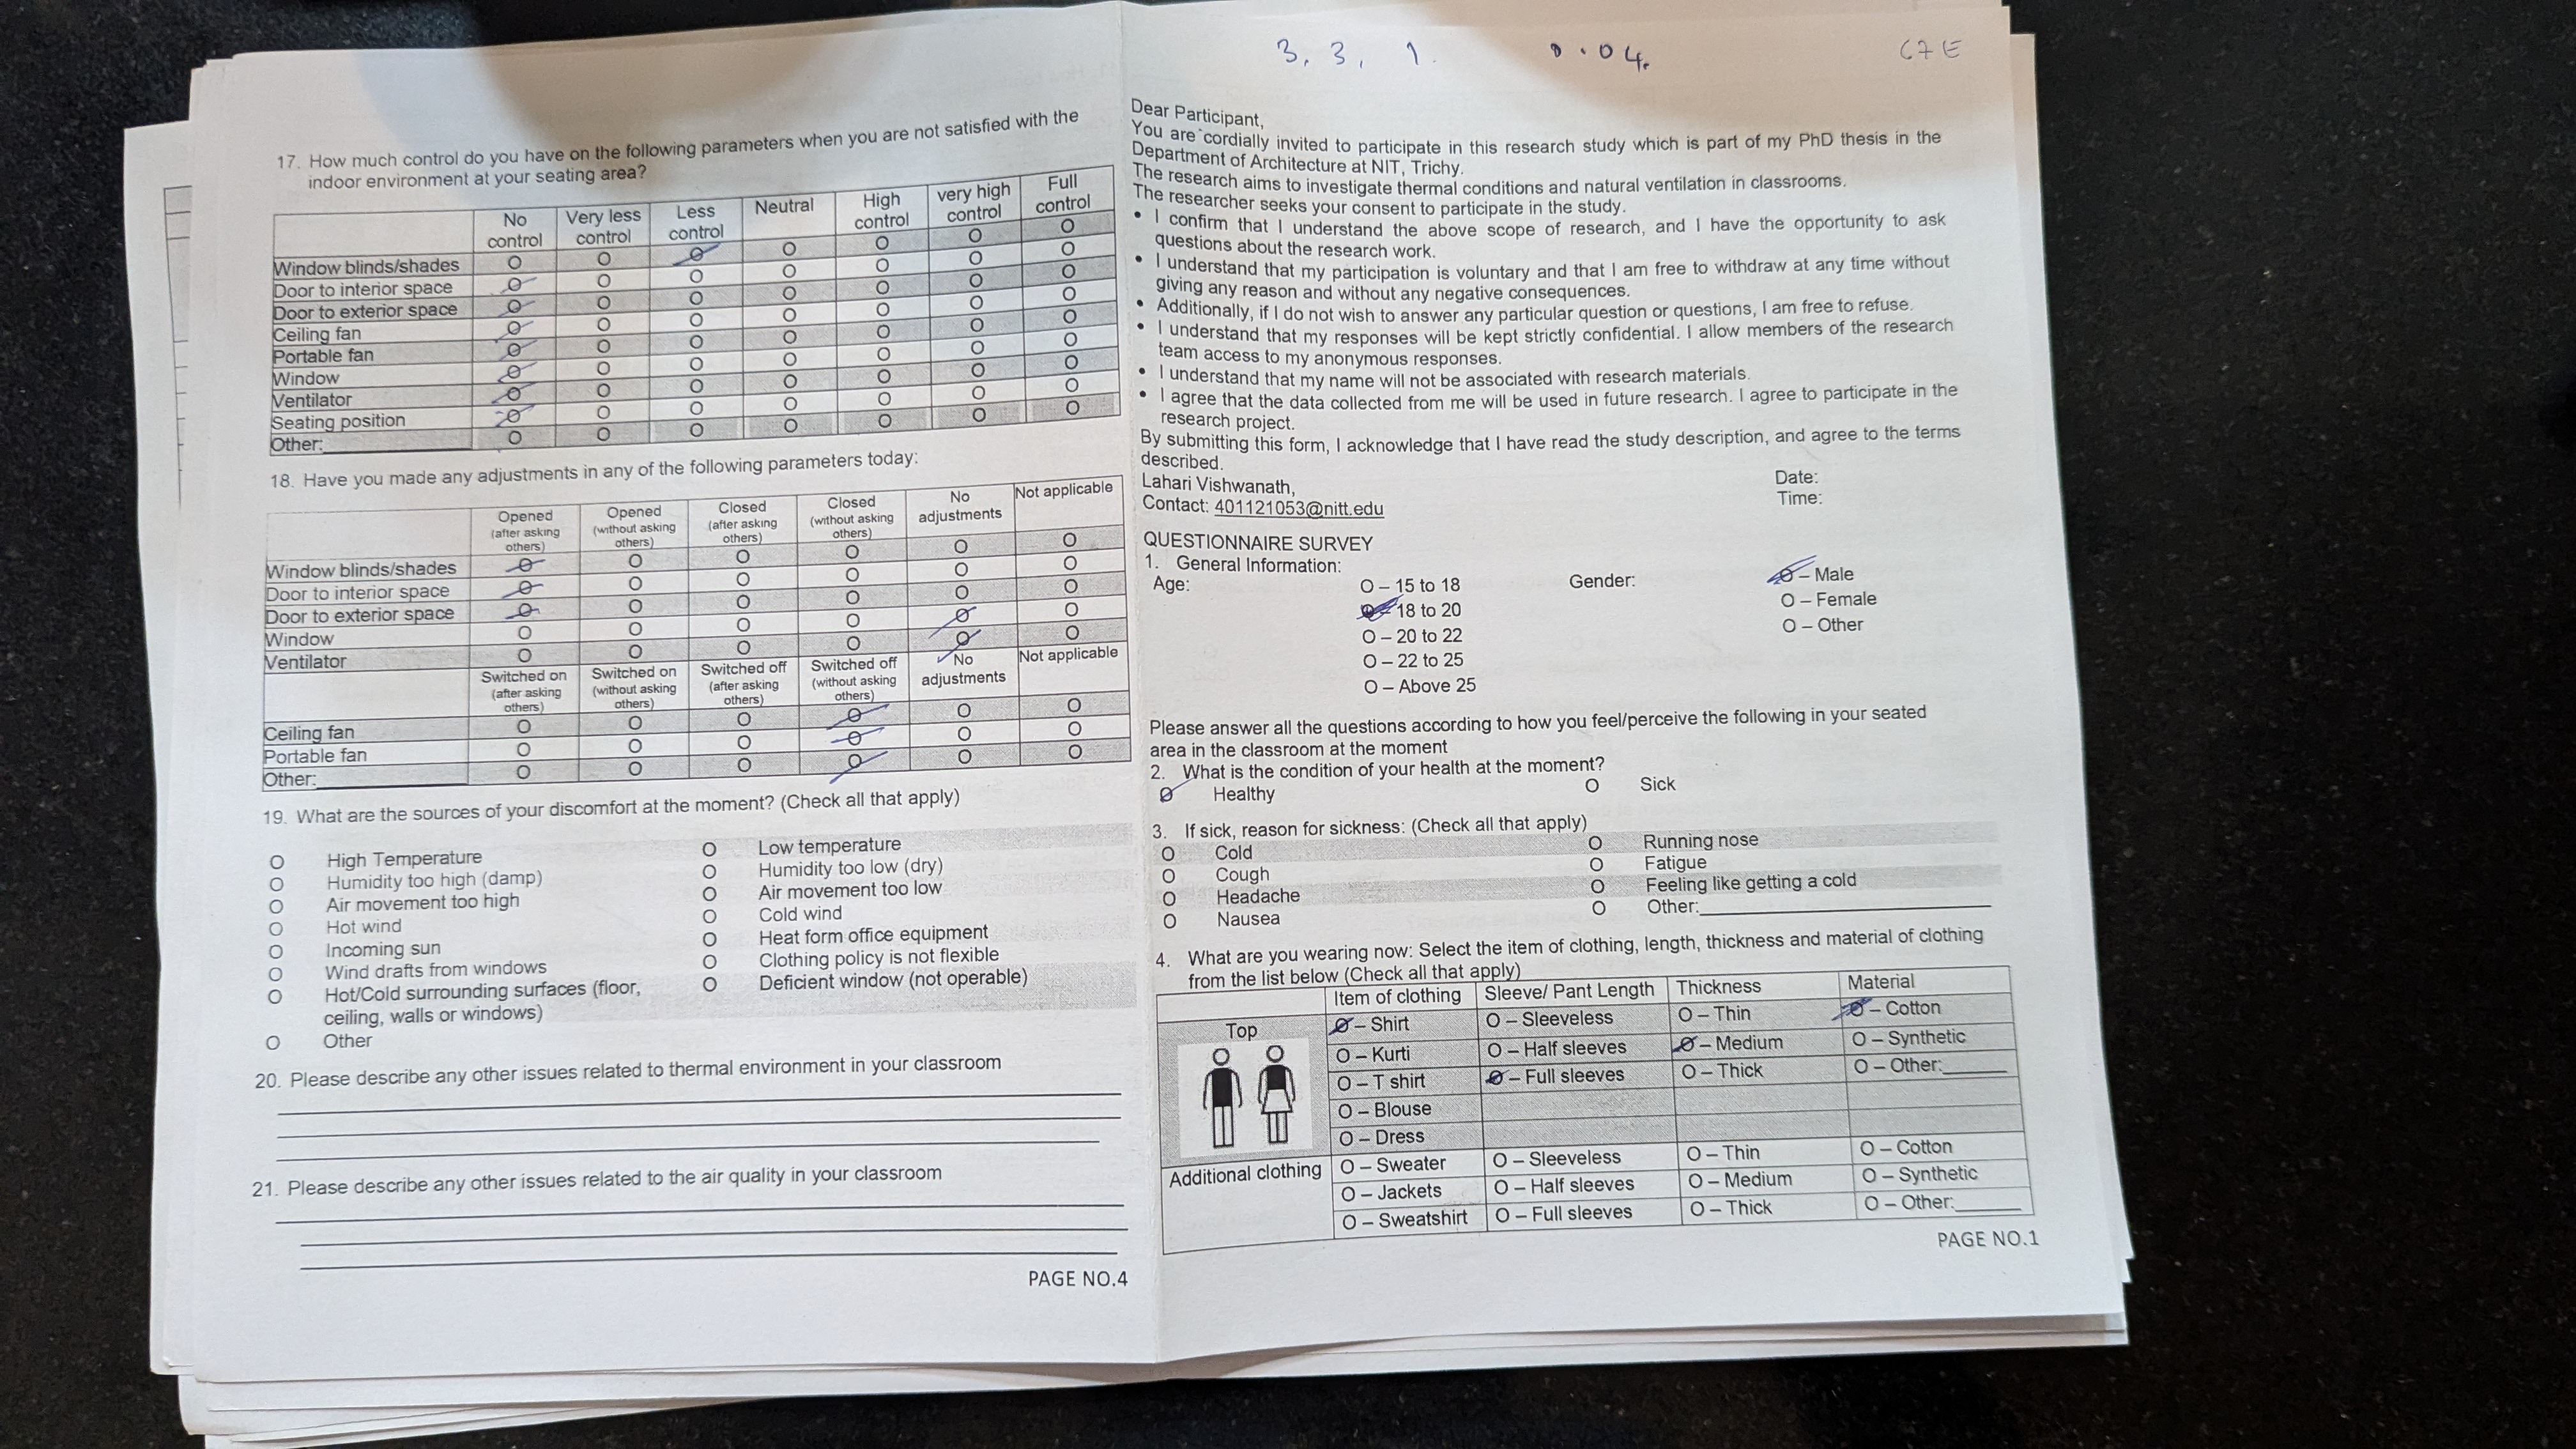 17. How much control do you have on the following parameters when you are not satisfied with the
indoor environment at your seating area?
No control Very less control Less control Neutral High control very high control Full control
Window blinds/shades O O O O O O O
Door to interior space O O O O O O O
Door to exterior space O O O O O O O
Ceiling fan O O O O O O O
Portable fan O O O O O O O
Window O O O O O O O
Ventilator O O O O O O O
Seating position O O O O O O O
Other: O O O O O O O
18. Have you made any adjustments in any of the following parameters today:
Opened (after asking others) Opened (without asking others) Closed (after asking others) Closed (without asking others) No adjustments Not applicable
Window blinds/shades O O O O O O
Door to interior space O O O O O O
Door to exterior space O O O O O O
Window O O O O O O
Ventilator O O O O O O
Switched on (after asking others) Switched on (without asking others) Switched off (after asking others) Switched off (without asking others) No adjustments Not applicable
Ceiling fan O O O O O O
Portable fan O O O O O O
Other: O O O O O O
19. What are the sources of your discomfort at the moment? (Check all that apply)
O High Temperature O Low temperature
O Humidity too high (damp) O Humidity too low (dry)
O Air movement too high O Air movement too low
O Hot wind O Cold wind
O Incoming sun O Heat form office equipment
O Wind drafts from windows O Clothing policy is not flexible
O Hot/Cold surrounding surfaces (floor, O Deficient window (not operable)
ceiling, walls or windows)
O Other
20. Please describe any other issues related to thermal environment in your classroom
21. Please describe any other issues related to the air quality in your classroom
PAGE NO.4
3, 3, 1. 0.04. C7E
Dear Participant,
You are cordially invited to participate in this research study which is part of my PhD thesis in the
Department of Architecture at NIT, Trichy.
The research aims to investigate thermal conditions and natural ventilation in classrooms.
The researcher seeks your consent to participate in the study.
• I confirm that I understand the above scope of research, and I have the opportunity to ask
questions about the research work.
• I understand that my participation is voluntary and that I am free to withdraw at any time without
giving any reason and without any negative consequences.
• Additionally, if I do not wish to answer any particular question or questions, I am free to refuse.
• I understand that my responses will be kept strictly confidential. I allow members of the research
team access to my anonymous responses.
• I understand that my name will not be associated with research materials.
• I agree that the data collected from me will be used in future research. I agree to participate in the
research project.
By submitting this form, I acknowledge that I have read the study description, and agree to the terms
described.
Lahari Vishwanath, Date:
Contact: 401121053@nitt.edu Time:
QUESTIONNAIRE SURVEY
1. General Information:
Age: O – 15 to 18 Gender: O – Male
O – 18 to 20 O – Female
O – 20 to 22 O – Other
O – 22 to 25
O – Above 25
Please answer all the questions according to how you feel/perceive the following in your seated
area in the classroom at the moment
2. What is the condition of your health at the moment?
O Healthy O Sick
3. If sick, reason for sickness: (Check all that apply)
O Cold O Running nose
O Cough O Fatigue
O Headache O Feeling like getting a cold
O Nausea O Other:
4. What are you wearing now: Select the item of clothing, length, thickness and material of clothing
from the list below (Check all that apply)
Item of clothing Sleeve/ Pant Length Thickness Material
Top O – Shirt O – Sleeveless O – Thin O – Cotton
O – Kurti O – Half sleeves O – Medium O – Synthetic
O – T shirt O – Full sleeves O – Thick O – Other:
O – Blouse
O – Dress
Additional clothing O – Sweater O – Sleeveless O – Thin O – Cotton
O – Jackets O – Half sleeves O – Medium O – Synthetic
O – Sweatshirt O – Full sleeves O – Thick O – Other:
PAGE NO.1